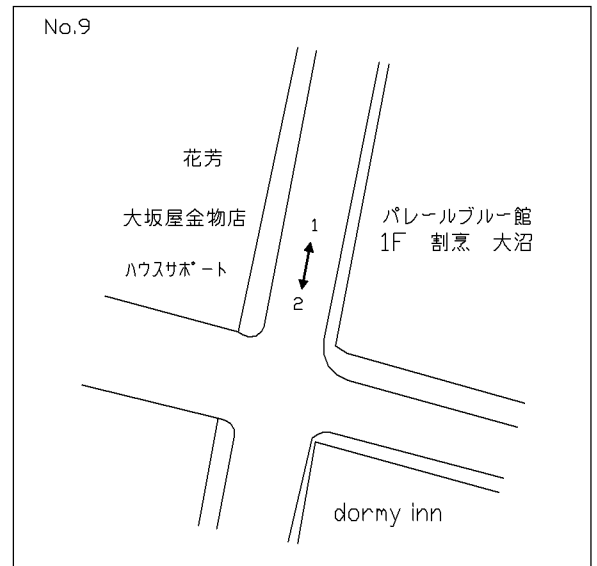 No.9
花芳
大坂屋金物店
ハウスサポート
1
2
パレールブルー館
1F 割烹 大沼
dormy inn